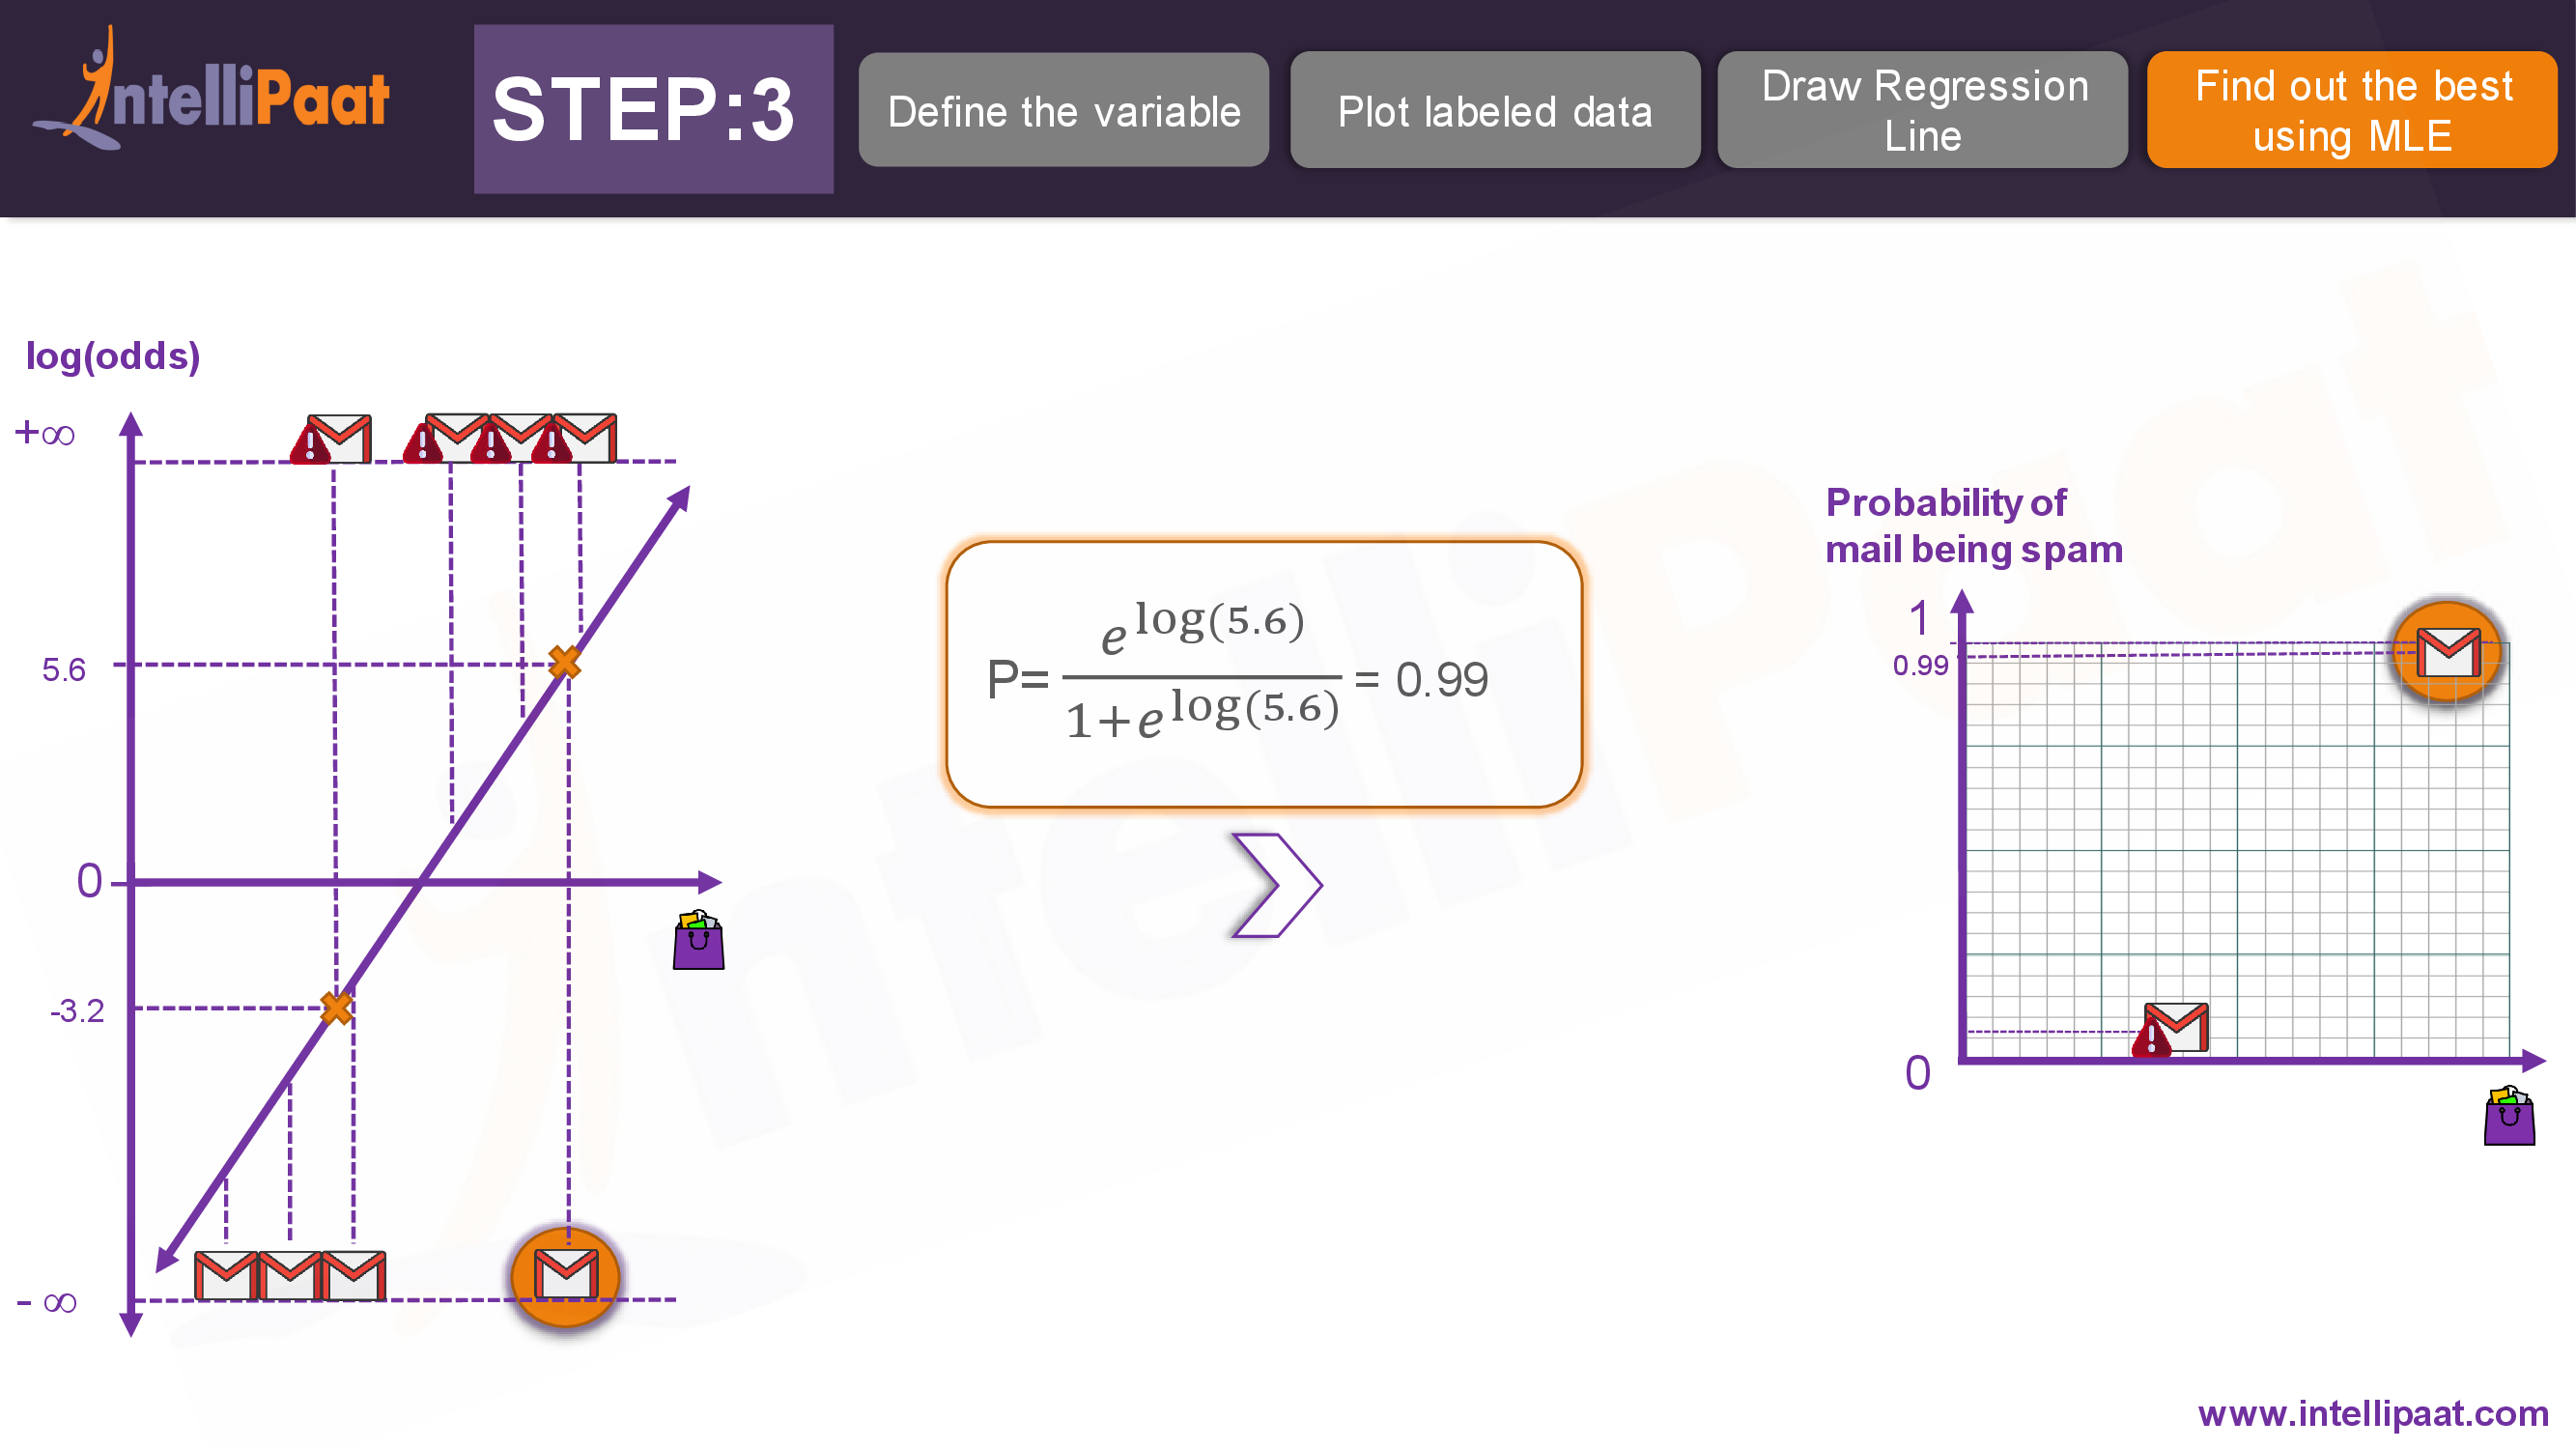 IntelliPaat
STEP:3
Define the variable
Plot labeled data
Draw Regression
Line
Find out the best
using MLE
log(odds)
+∞
5.6
0
-3.2
- ∞
P= e^log(5.6) / 1+e^log(5.6) = 0.99
Probability of
mail being spam
1
0.99
0
www.intellipaat.com